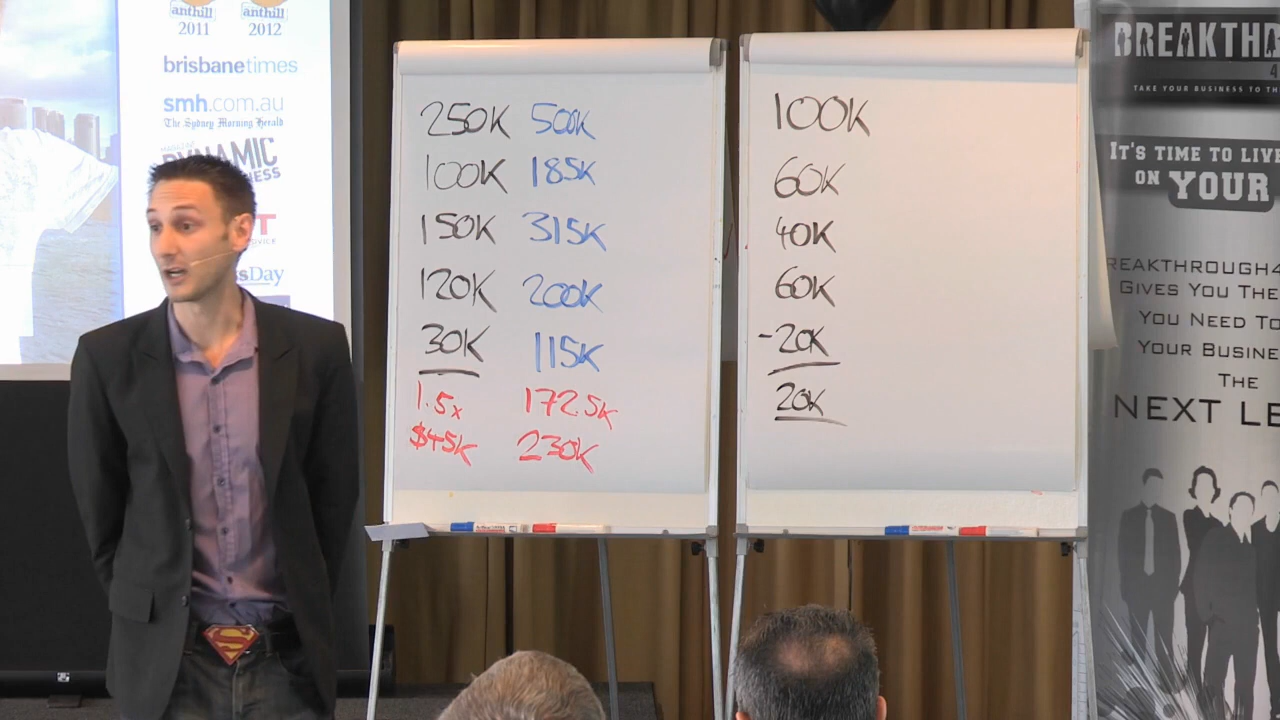 anthill anthill
2011 2012
brisbanetimes
smh.com.au
The Sydney Morning Herald
DYNAMIC
250K 500K
100K 185K
150K 315K
120K 200K
30K 115K
1.5x 172.5K
$45K 230K
100K
60K
40K
60K
-20K
20K
BREAKTH
TAKE YOUR BUSINESS TO TH
IT'S TIME TO LIVE
ON YOUR
REAKTHROUGH4
GIVES YOU THE
YOU NEED TO
YOUR BUSINE
THE
NEXT LE